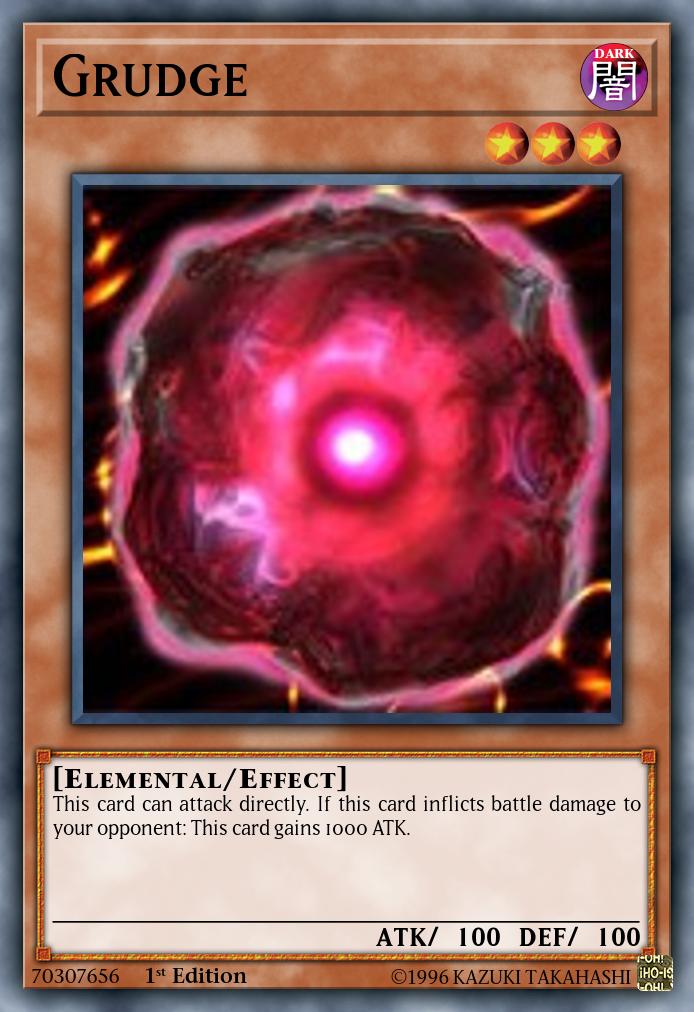 Grudge
DARK
闇
[Elemental/Effect]
This card can attack directly. If this card inflicts battle damage to
your opponent: This card gains 1000 ATK.
ATK/ 100 DEF/ 100
70307656 1st Edition ©1996 KAZUKI TAKAHASHI